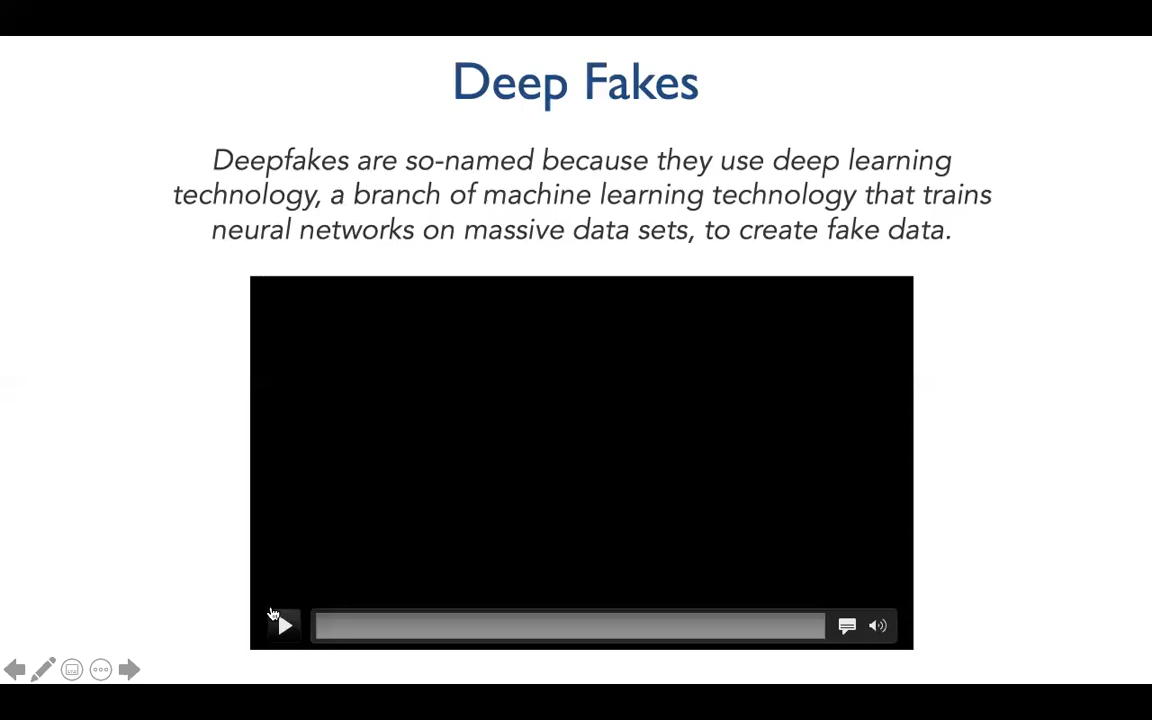 Deep Fakes
Deepfakes are so-named because they use deep learning
technology, a branch of machine learning technology that trains
neural networks on massive data sets, to create fake data.